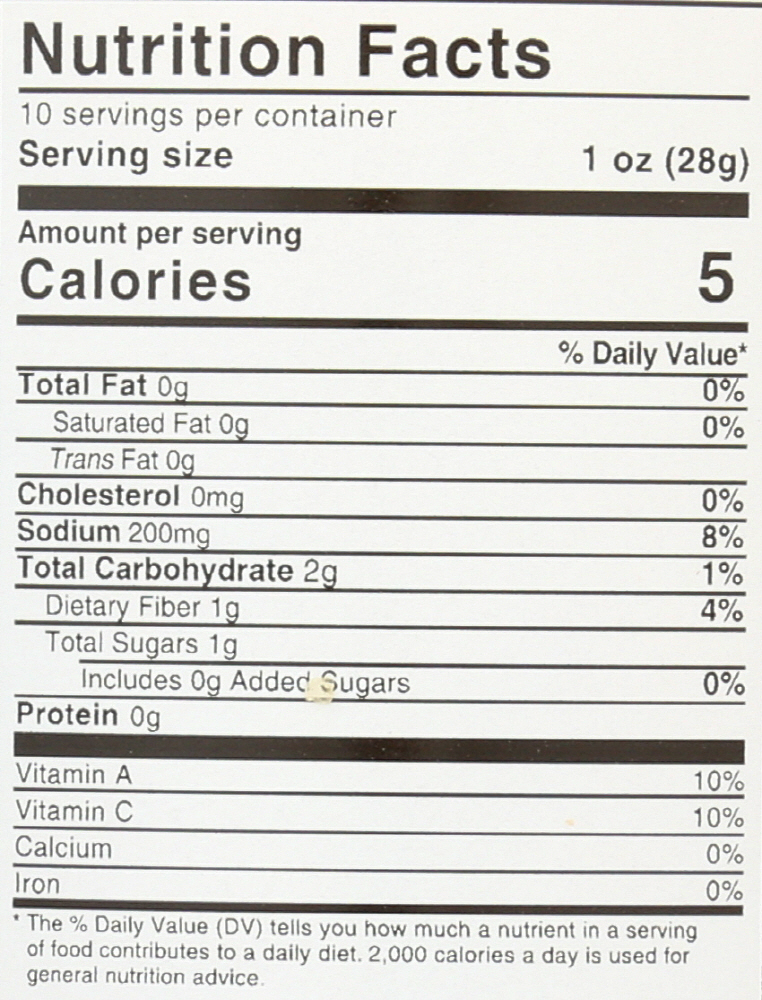 Nutrition Facts
10 servings per container
Serving size 1 oz (28g)
Amount per serving
Calories 5
% Daily Value*
Total Fat 0g 0%
Saturated Fat 0g 0%
Trans Fat 0g
Cholesterol 0mg 0%
Sodium 200mg 8%
Total Carbohydrate 2g 1%
Dietary Fiber 1g 4%
Total Sugars 1g
Includes 0g Added Sugars 0%
Protein 0g
Vitamin A 10%
Vitamin C 10%
Calcium 0%
Iron 0%
* The % Daily Value (DV) tells you how much a nutrient in a serving
of food contributes to a daily diet. 2,000 calories a day is used for
general nutrition advice.